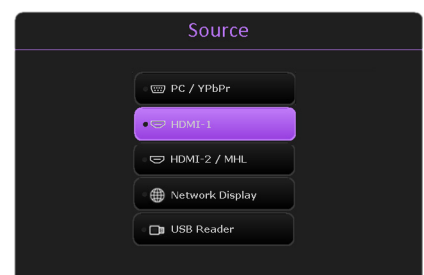 Source
PC / YPbPr
HDMI-1
HDMI-2 / MHL
Network Display
USB Reader